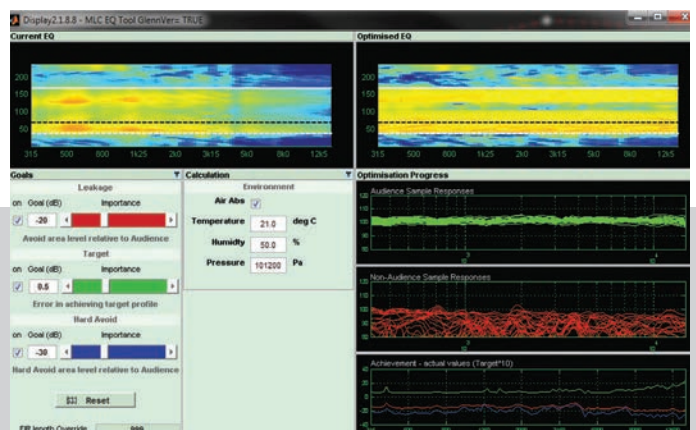 Display2.1.8.8 - MLC EQ Tool GlennVer= TRUE
Current EQ
Optimised EQ
200
150
100
50
315 500 800 1k25 2k0 3k15 5k0 8k0 12k5
200
150
100
50
315 500 800 1k25 2k0 3k15 5k0 8k0 12k5
Goals
Leakage
on Goal (dB) Importance
-20
Avoid area level relative to Audience
Target
on Goal (dB) Importance
0.5
Error in achieving target profile
Hard Avoid
on Goal (dB) Importance
-30
Hard Avoid area level relative to Audience
Reset
FIR length Override 999
Calculation
Environment
Air Abs
Temperature 21.0 deg C
Humidity 50.0 %
Pressure 101200 Pa
Optimisation Progress
Audience Sample Responses
Non-Audience Sample Responses
Achievement - actual values (Target*10)